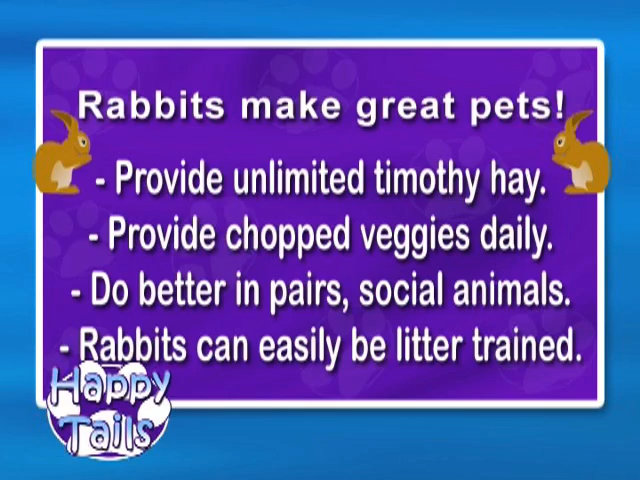 Rabbits make great pets!
- Provide unlimited timothy hay.
- Provide chopped veggies daily.
- Do better in pairs, social animals.
- Rabbits can easily be litter trained.
Happy
Tails